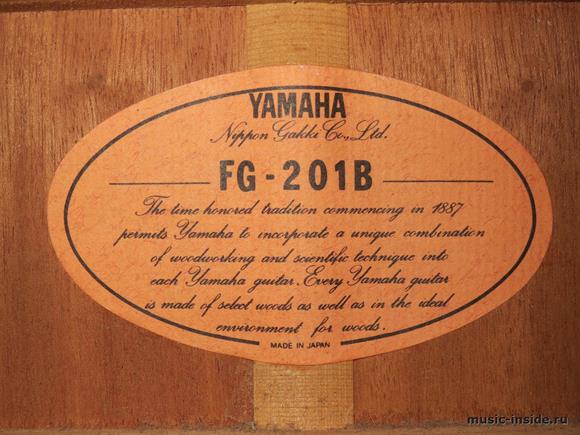 YAMAHA
Nippon Gakki Co., Ltd.
FG-201B
The time honored tradition commencing in 1887
permits Yamaha to incorporate a unique combination
of woodworking and scientific technique into
each Yamaha guitar. Every Yamaha guitar
is made of select woods as well as in the ideal
environment for woods.
MADE IN JAPAN
music-inside.ru